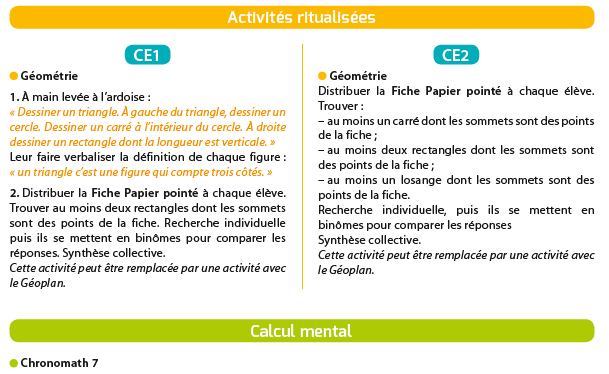 Activités ritualisées
CE1
● Géométrie
1. À main levée à l'ardoise :
« Dessiner un triangle. À gauche du triangle, dessiner un
cercle. Dessiner un carré à l'intérieur du cercle. À droite
dessiner un rectangle dont la longueur est verticale. »
Leur faire verbaliser la définition de chaque figure :
« un triangle c'est une figure qui compte trois côtés. »
2. Distribuer la Fiche Papier pointé à chaque élève.
Trouver au moins deux rectangles dont les sommets
sont des points de la fiche. Recherche individuelle
puis ils se mettent en binômes pour comparer les
réponses. Synthèse collective.
Cette activité peut être remplacée par une activité avec
le Géoplan.
CE2
● Géométrie
Distribuer la Fiche Papier pointé à chaque élève.
Trouver :
– au moins un carré dont les sommets sont des points
de la fiche ;
– au moins deux rectangles dont les sommets sont
des points de la fiche ;
– au moins un losange dont les sommets sont des
points de la fiche.
Recherche individuelle, puis ils se mettent en
binômes pour comparer les réponses
Synthèse collective.
Cette activité peut être remplacée par une activité avec
le Géoplan.
Calcul mental
● Chronomath 7